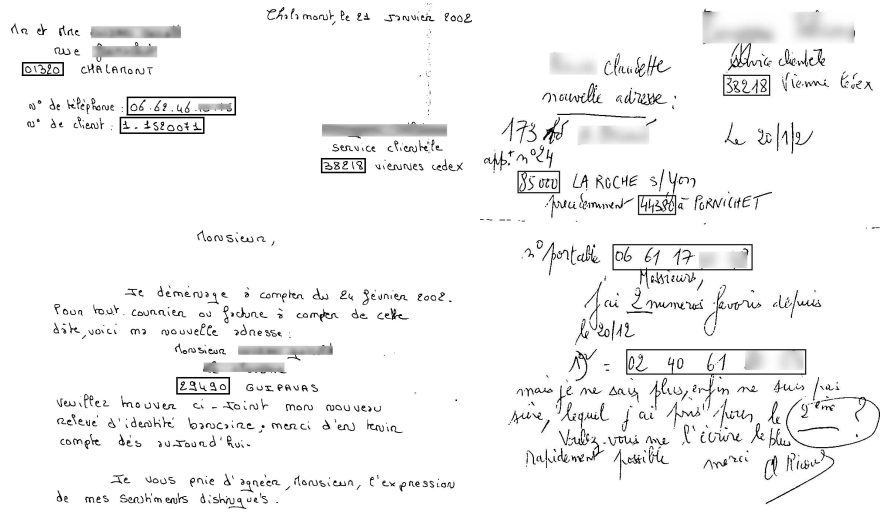 Chalamont, le 21 Janvier 2002
Mr et Mme
rue
01320 CHALAMONT
n° de téléphone : 06.62.46.
n° de client : 1.1520071
service clientèle
38218 viennes cedex
Monsieur,
Je déménage à compter du 24 février 2002.
Pour tout courrier ou facture à compter de cette
date, voici ma nouvelle adresse :
Monsieur
29490 GUIPAVAS
veuillez trouver ci-Joint mon nouveau
relevé d'identité bancaire, merci d'en tenir
compte dès aujourd'hui.
Je vous prie d'agréer, Monsieur, l'expression
de mes sentiments distingués.
Claudette
nouvelle adresse :
173
app.t n°24
85000 LA ROCHE s/Yon
précédemment 44380 à PORNICHET
service clientèle
38218 Vienne Cédex
Le 20/1/2
n° portable 06 61 17
Messieurs,
J'ai 2 numeros favoris depuis
le 20/12
= 02 40 61
mais je ne sais plus, enfin ne suis pas
sûre, lequel j'ai pris pour le 2ème ?
Voulez-vous me l'écrire le plus
rapidement possible merci